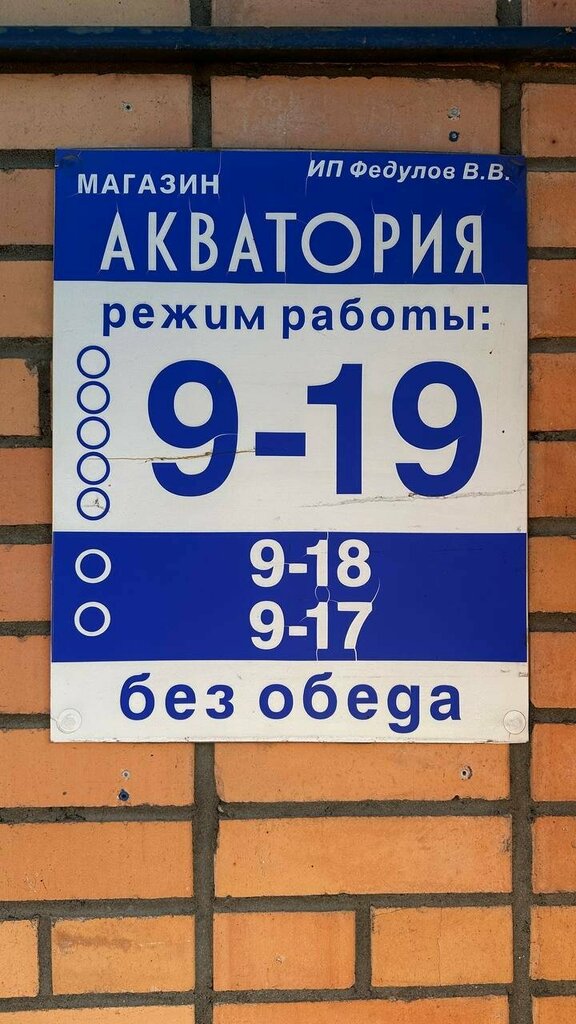 ИП Федулов В.В.
МАГАЗИН
АКВАТОРИЯ
режим работы:
9-19
9-18
9-17
без обеда